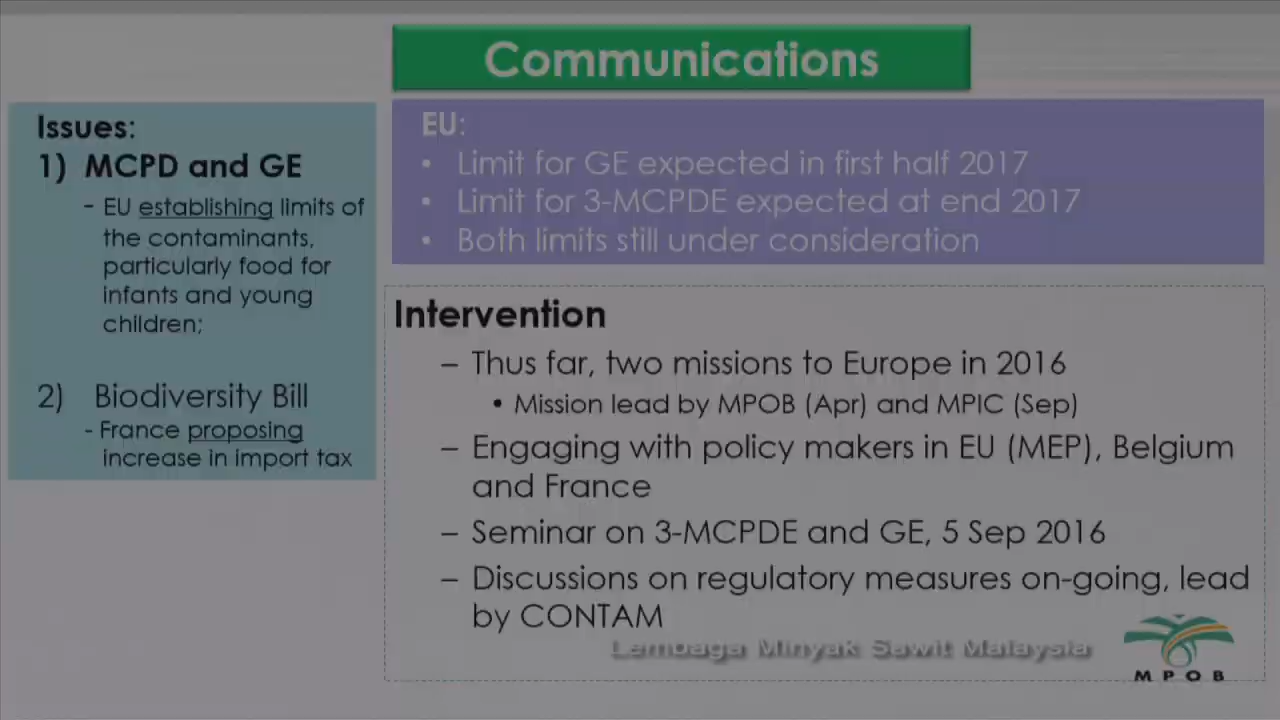 Communications
Issues:
1) MCPD and GE
- EU establishing limits of
the contaminants,
particularly food for
infants and young
children;
2) Biodiversity Bill
- France proposing
increase in import tax
EU:
• Limit for GE expected in first half 2017
• Limit for 3-MCPDE expected at end 2017
• Both limits still under consideration
Intervention
– Thus far, two missions to Europe in 2016
• Mission lead by MPOB (Apr) and MPIC (Sep)
– Engaging with policy makers in EU (MEP), Belgium
and France
– Seminar on 3-MCPDE and GE, 5 Sep 2016
– Discussions on regulatory measures on-going, lead
by CONTAM
Lembaga Minyak Sawit Malaysia
MPOB